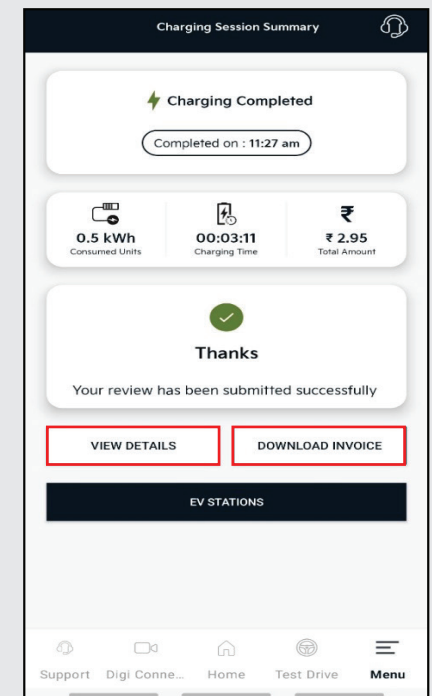 Charging Session Summary
Charging Completed
Completed on : 11:27 am
0.5 kWh
Consumed Units
00:03:11
Charging Time
₹
₹ 2.95
Total Amount
Thanks
Your review has been submitted successfully
VIEW DETAILS
DOWNLOAD INVOICE
EV STATIONS
Support
Digi Conne...
Home
Test Drive
Menu